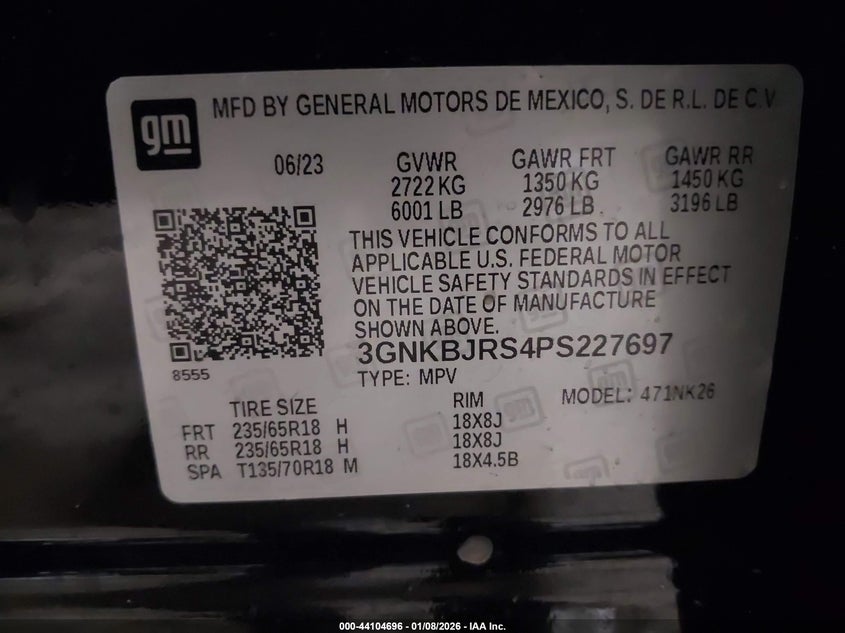 gm
MFD BY GENERAL MOTORS DE MEXICO, S. DE R.L. DE C.V
06/23 GVWR GAWR FRT GAWR RR
2722 KG 1350 KG 1450 KG
6001 LB 2976 LB 3196 LB
THIS VEHICLE CONFORMS TO ALL
APPLICABLE U.S. FEDERAL MOTOR
VEHICLE SAFETY STANDARDS IN EFFECT
ON THE DATE OF MANUFACTURE
SHOWN ABOVE.
3GNKBJRS4PS227697
8555
TYPE: MPV MODEL: 471NK26
TIRE SIZE RIM
FRT 235/65R18 H 18X8J
RR 235/65R18 H 18X8J
SPA T135/70R18 M 18X4.5B
000-44104696 - 01/08/2026 - IAA Inc.